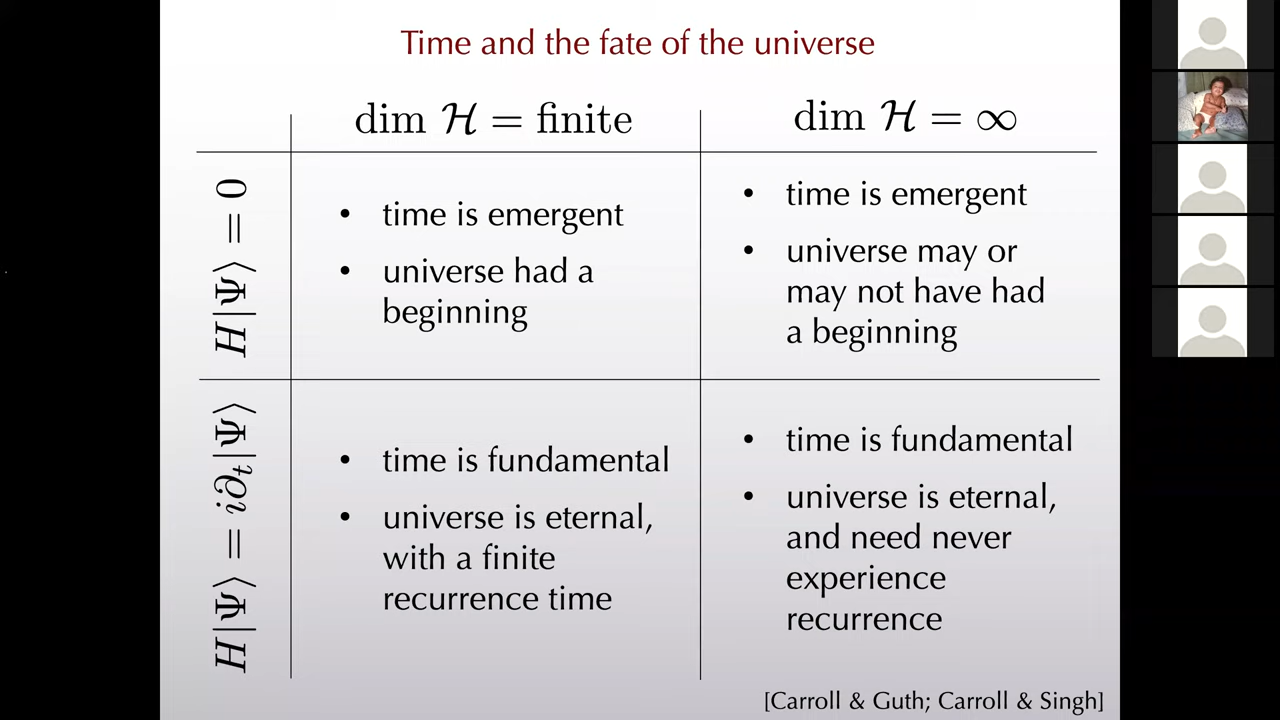 Time and the fate of the universe
dim ℋ = finite
dim ℋ = ∞
H|Ψ⟩ = 0
• time is emergent
• universe had a
beginning
• time is emergent
• universe may or
may not have had
a beginning
H|Ψ⟩ = i∂ₜ|Ψ⟩
• time is fundamental
• universe is eternal,
with a finite
recurrence time
• time is fundamental
• universe is eternal,
and need never
experience
recurrence
[Carroll & Guth; Carroll & Singh]